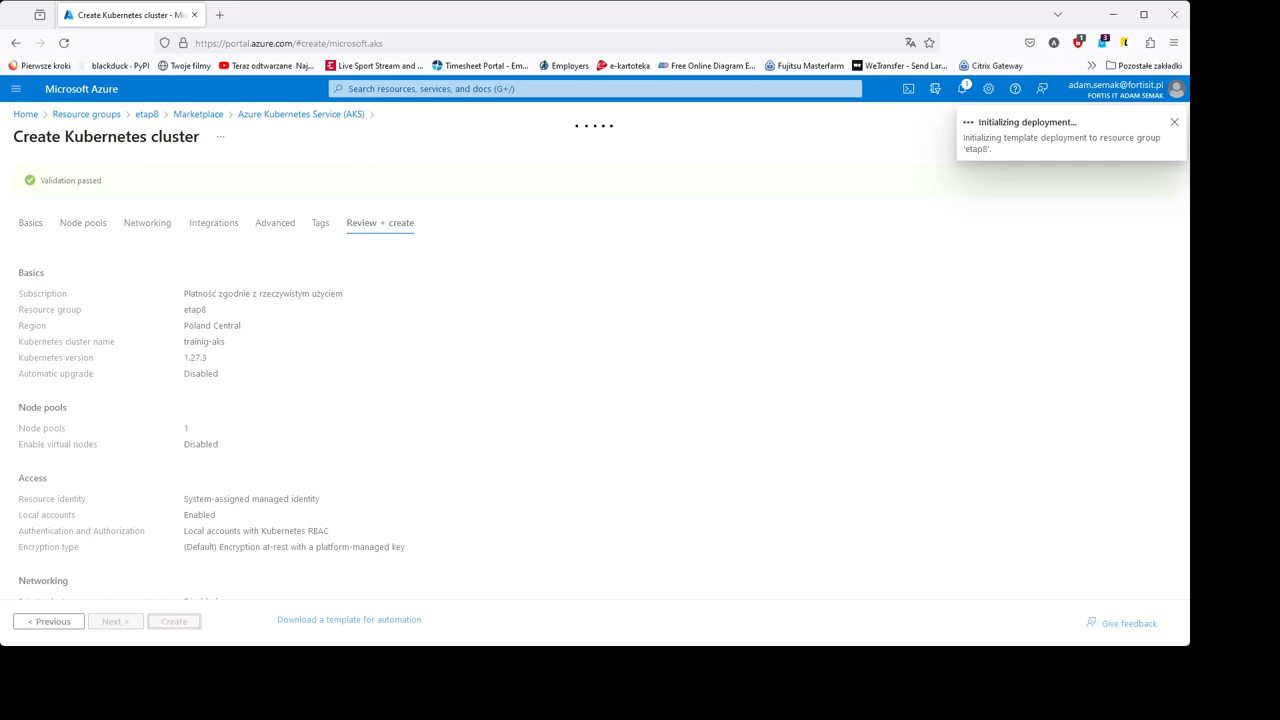 Create Kubernetes cluster - Mic
https://portal.azure.com/#create/microsoft.aks
Pierwsze kroki blackduck · PyPI Twoje filmy Teraz odtwarzane Naj... Live Sport Stream and ... Timesheet Portal - Em... Employers e-kartoteka Free Online Diagram E... Fujitsu Masterfarm WeTransfer - Send Lar... Citrix Gateway Pozostałe zakładki
Microsoft Azure
Search resources, services, and docs (G+/)
3
adam.semak@fortisit.pl
FORTIS IT ADAM SEMAK
Home > Resource groups > etap8 > Marketplace > Azure Kubernetes Service (AKS) >
Create Kubernetes cluster ...
Initializing deployment...
Initializing template deployment to resource group
'etap8'.
Validation passed
Basics Node pools Networking Integrations Advanced Tags Review + create
Basics
Subscription Płatność zgodnie z rzeczywistym użyciem
Resource group etap8
Region Poland Central
Kubernetes cluster name trainig-aks
Kubernetes version 1.27.3
Automatic upgrade Disabled
Node pools
Node pools 1
Enable virtual nodes Disabled
Access
Resource identity System-assigned managed identity
Local accounts Enabled
Authentication and Authorization Local accounts with Kubernetes RBAC
Encryption type (Default) Encryption at-rest with a platform-managed key
Networking
< Previous Next > Create Download a template for automation Give feedback